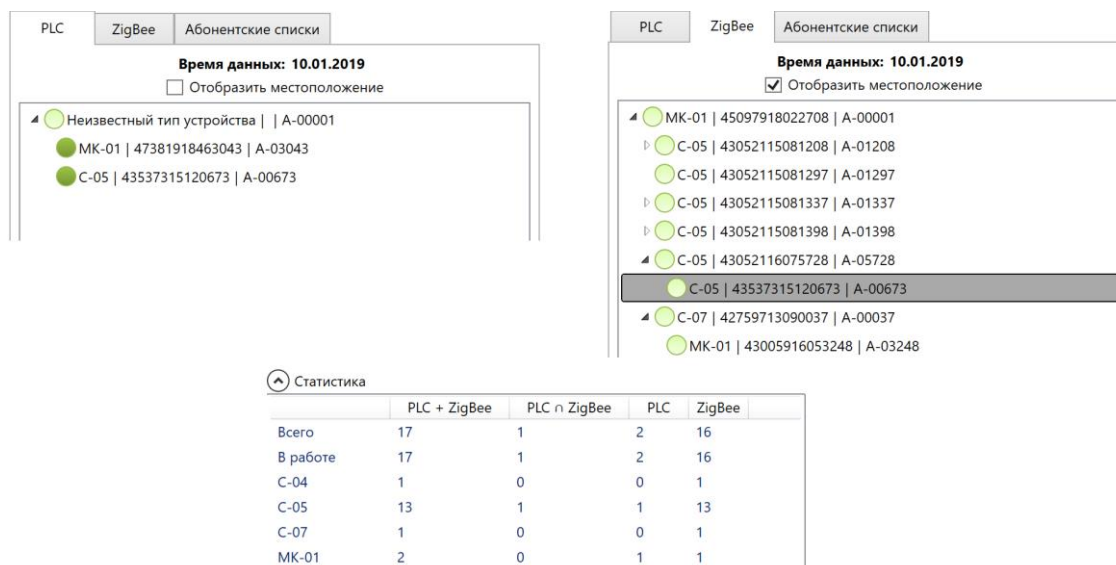 PLC ZigBee Абонентские списки
Время данных: 10.01.2019
Отобразить местоположение
Неизвестный тип устройства | | A-00001
МК-01 | 47381918463043 | A-03043
С-05 | 43537315120673 | A-00673
PLC ZigBee Абонентские списки
Время данных: 10.01.2019
Отобразить местоположение
МК-01 | 45097918022708 | A-00001
С-05 | 43052115081208 | A-01208
С-05 | 43052115081297 | A-01297
С-05 | 43052115081337 | A-01337
С-05 | 43052115081398 | A-01398
С-05 | 43052116075728 | A-05728
С-05 | 43537315120673 | A-00673
С-07 | 42759713090037 | A-00037
МК-01 | 43005916053248 | A-03248
Статистика
PLC + ZigBee PLC ∩ ZigBee PLC ZigBee
Всего 17 1 2 16
В работе 17 1 2 16
С-04 1 0 0 1
С-05 13 1 1 13
С-07 1 0 0 1
МК-01 2 0 1 1